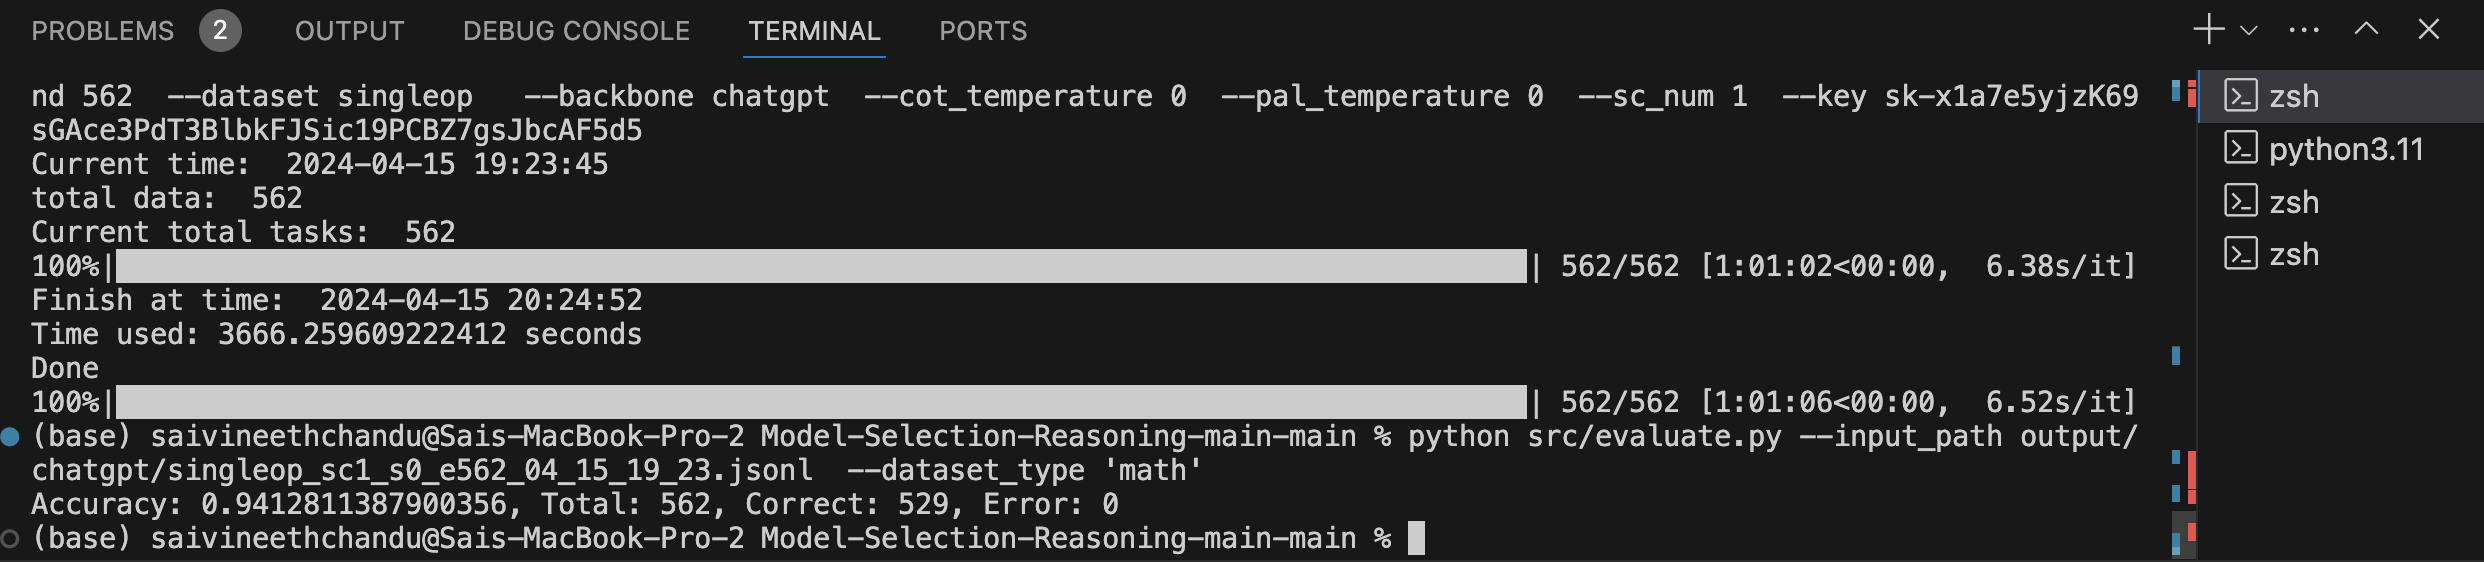 PROBLEMS 2 OUTPUT DEBUG CONSOLE TERMINAL PORTS
nd 562  --dataset singleop   --backbone chatgpt  --cot_temperature 0  --pal_temperature 0  --sc_num 1  --key sk-x1a7e5yjzK69
sGAce3PdT3BlbkFJSic19PCBZ7gsJbcAF5d5
Current time:  2024-04-15 19:23:45
total data:  562
Current total tasks:  562
100%| | 562/562 [1:01:02<00:00,  6.38s/it]
Finish at time:  2024-04-15 20:24:52
Time used: 3666.259609222412 seconds
Done
100%| | 562/562 [1:01:06<00:00,  6.52s/it]
(base) saivineethchandu@Sais-MacBook-Pro-2 Model-Selection-Reasoning-main-main % python src/evaluate.py --input_path output/
chatgpt/singleop_sc1_s0_e562_04_15_19_23.jsonl  --dataset_type 'math'
Accuracy: 0.9412811387900356, Total: 562, Correct: 529, Error: 0
(base) saivineethchandu@Sais-MacBook-Pro-2 Model-Selection-Reasoning-main-main %
zsh
python3.11
zsh
zsh